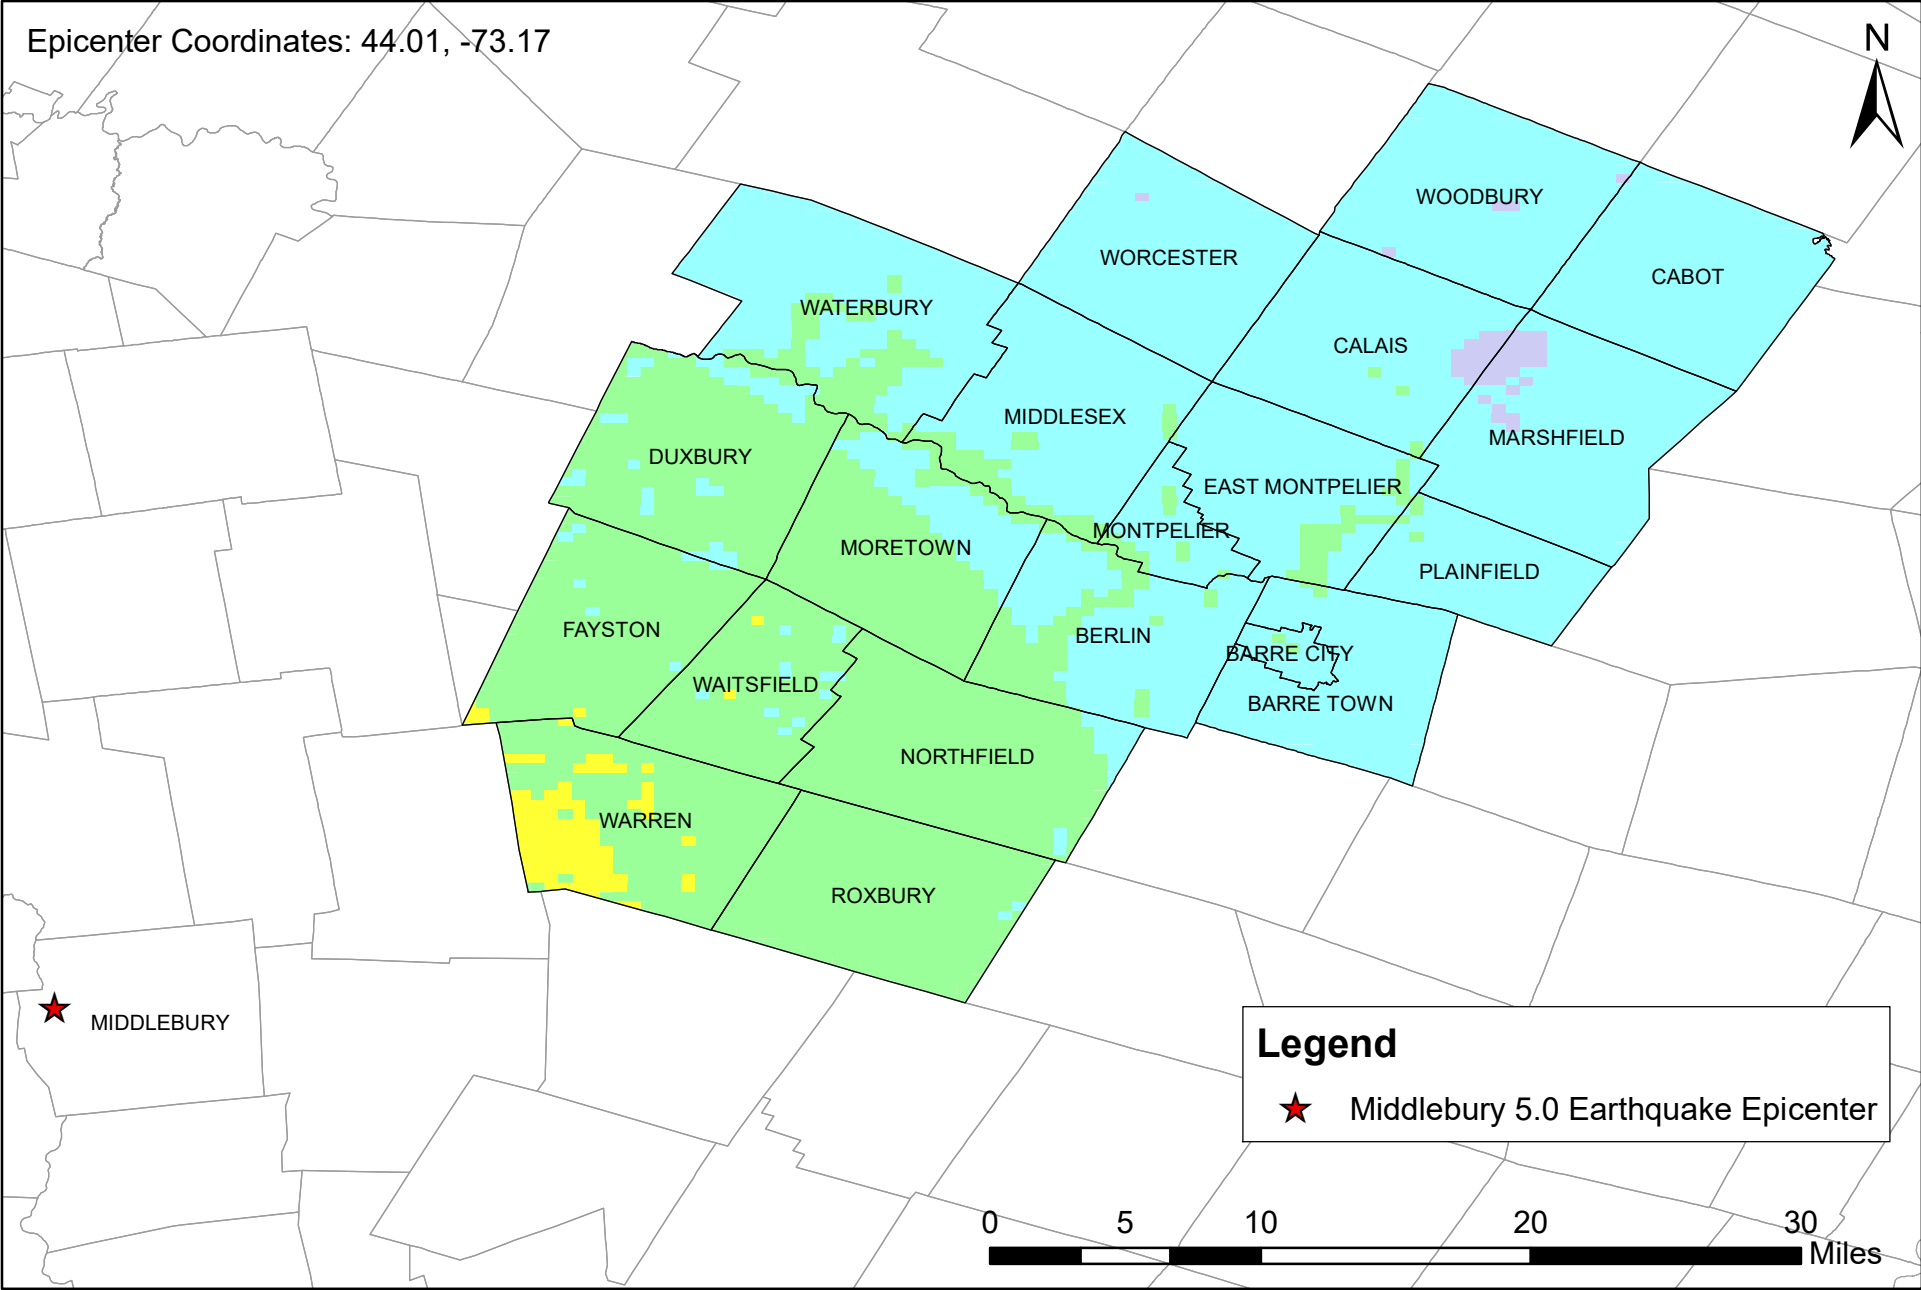 Epicenter Coordinates: 44.01, -73.17
N
WOODBURY
WORCESTER
CABOT
WATERBURY
CALAIS
MIDDLESEX
MARSHFIELD
DUXBURY
EAST MONTPELIER
MONTPELIER
MORETOWN
PLAINFIELD
FAYSTON
BERLIN
BARRE CITY
WAITSFIELD
BARRE TOWN
NORTHFIELD
WARREN
ROXBURY
MIDDLEBURY
Legend
Middlebury 5.0 Earthquake Epicenter
0 5 10 20 30
Miles